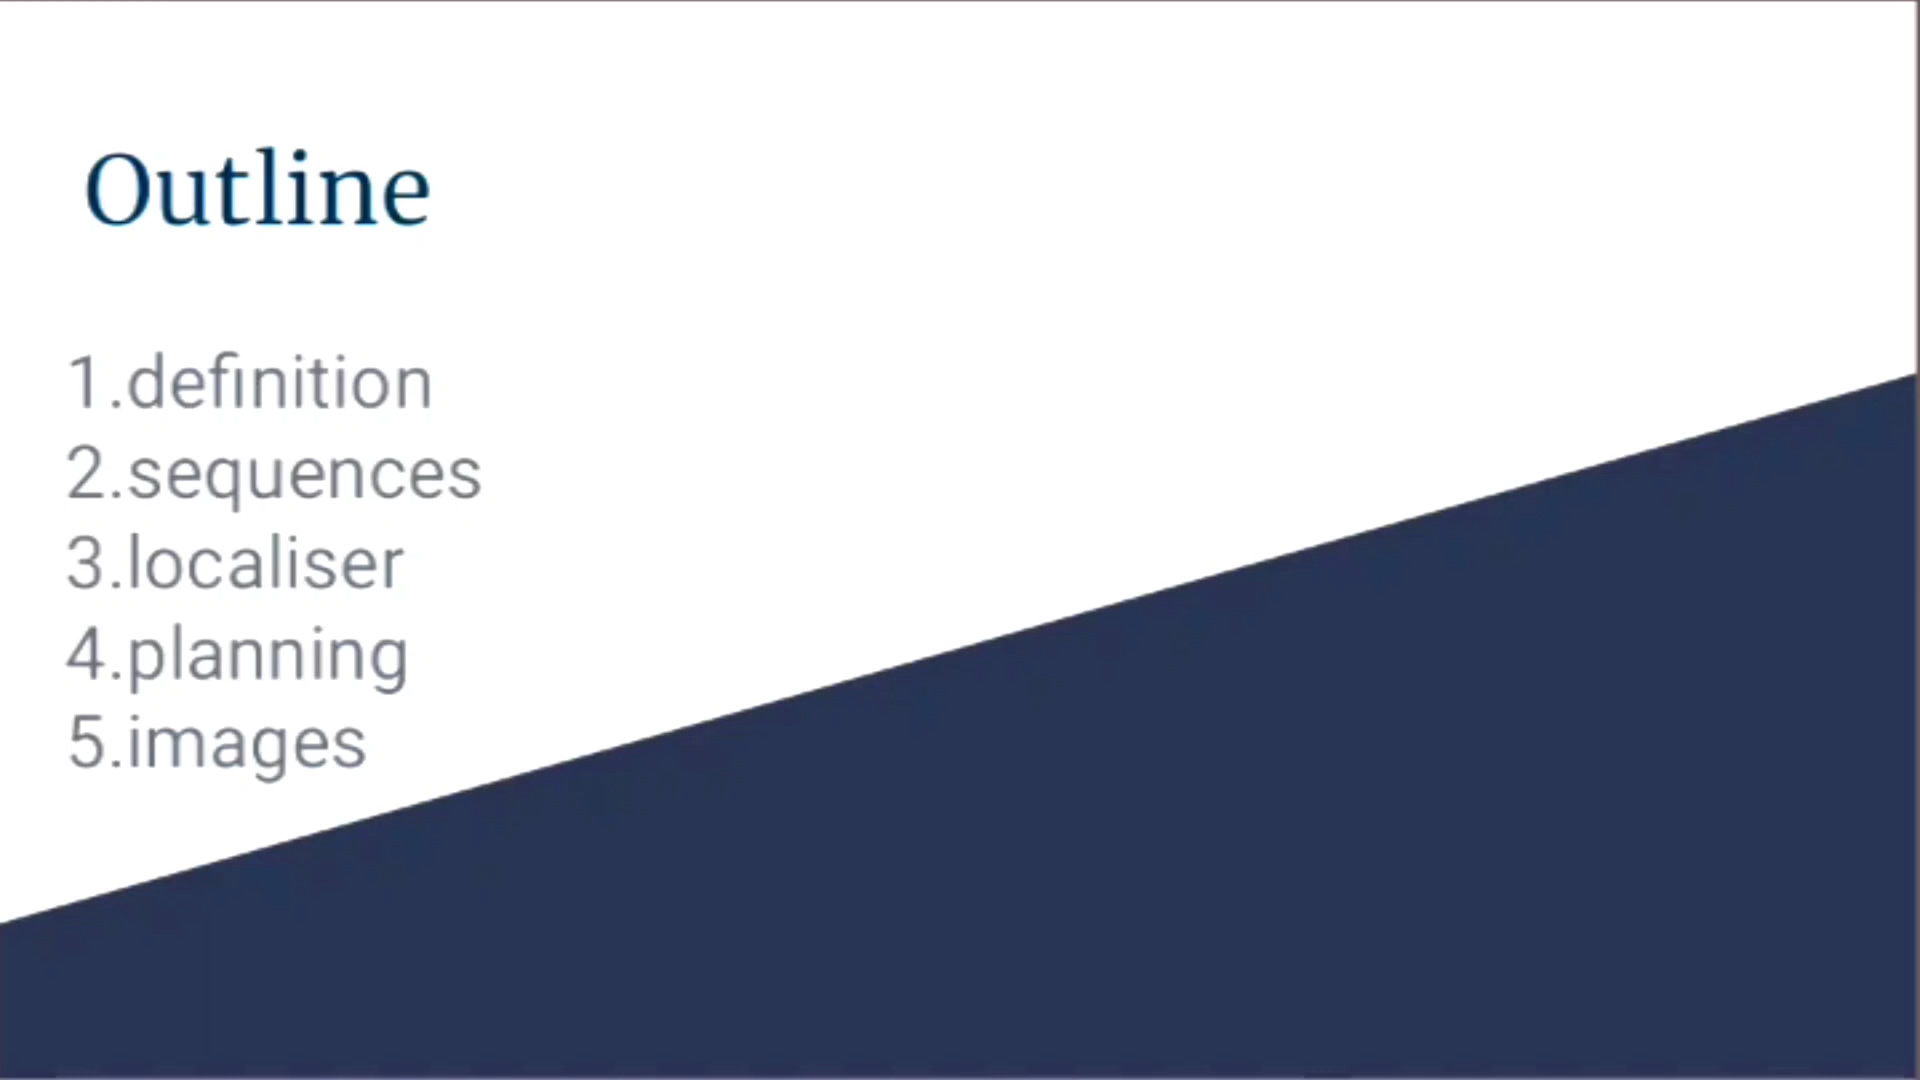 Outline
1.definition
2.sequences
3.localiser
4.planning
5.images